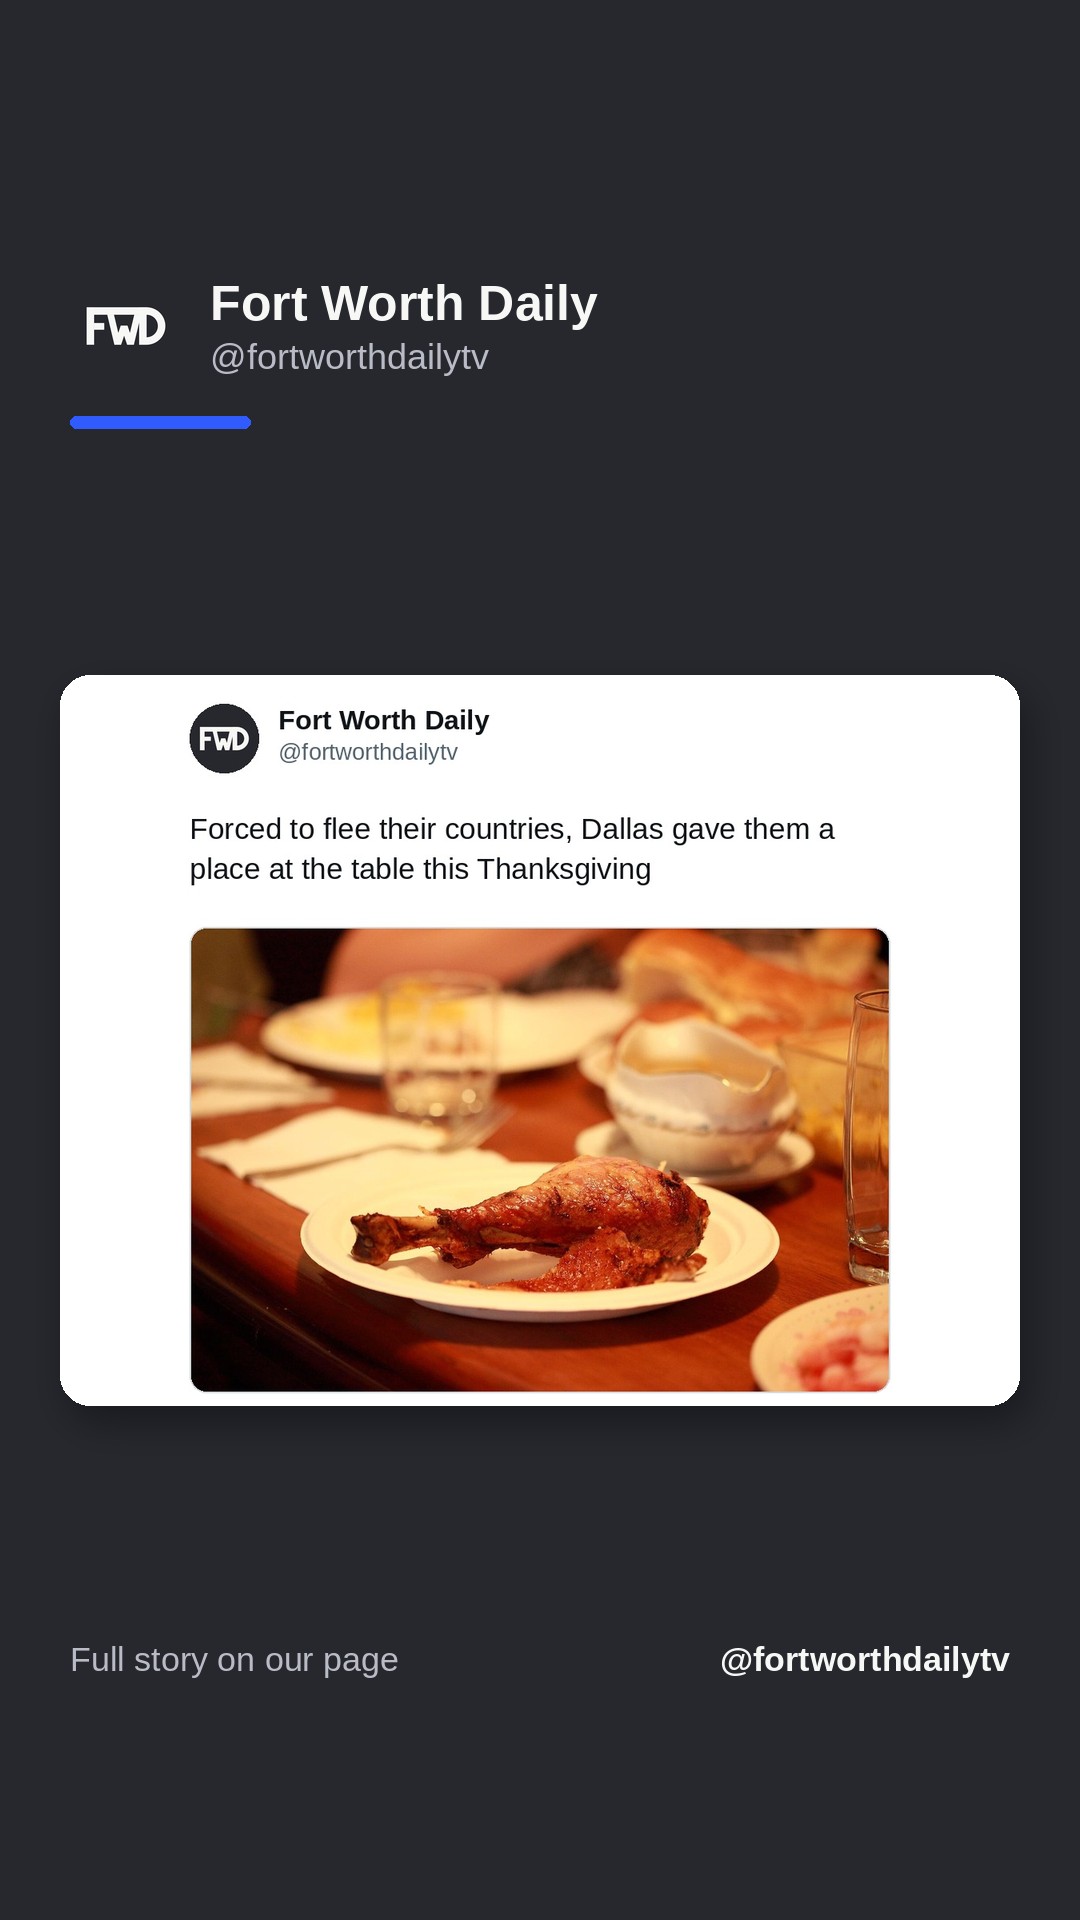 FWD
Fort Worth Daily
@fortworthdailytv
FWD
Fort Worth Daily
@fortworthdailytv
Forced to flee their countries, Dallas gave them a
place at the table this Thanksgiving
Full story on our page
@fortworthdailytv